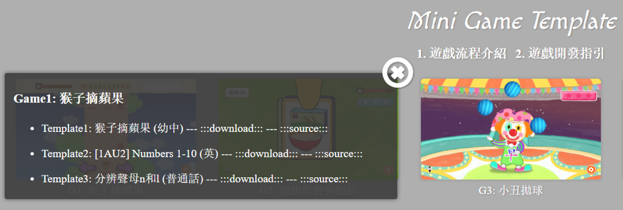 Mini Game Template
1. 遊戲流程介紹 2. 遊戲開發指引
Game1: 猴子摘蘋果
Template1: 猴子摘蘋果 (幼中) --- :::download::: --- :::source:::
Template2: [1AU2] Numbers 1-10 (英) --- :::download::: --- :::source:::
Template3: 分辨聲母n和l (普通話) --- :::download::: --- :::source:::
G3: 小丑拋球